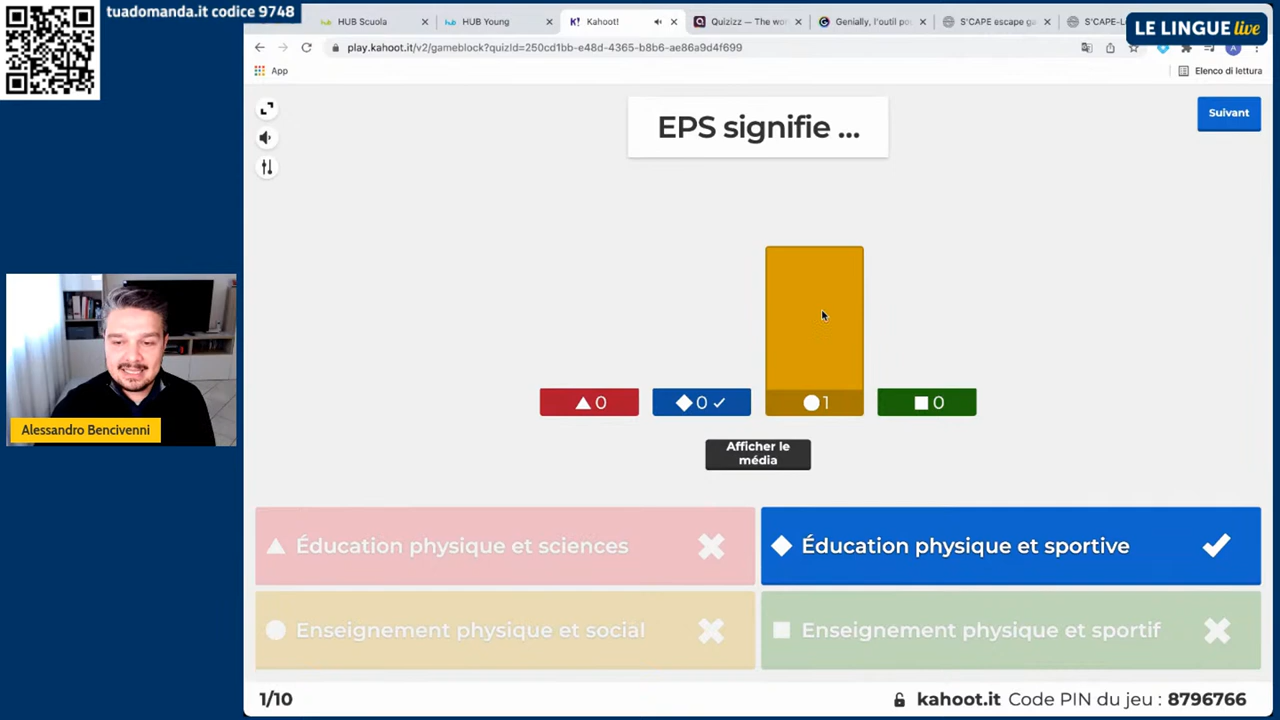 tuadomanda.it codice 9748
HUB Scuola
HUB Young
Kahoot!
Quizizz — The wo
Genially, l'outil po
S'CAPE escape ga
S'CAPE-L
LE LINGUE live
play.kahoot.it/v2/gameblock?quizId=250cd1bb-e48d-4365-b8b6-ae86a9d4f699
App
Elenco di lettura
EPS signifie ...
Suivant
0
0
1
0
Afficher le
média
Alessandro Bencivenni
Éducation physique et sciences
Éducation physique et sportive
Enseignement physique et social
Enseignement physique et sportif
1/10
kahoot.it Code PIN du jeu : 8796766